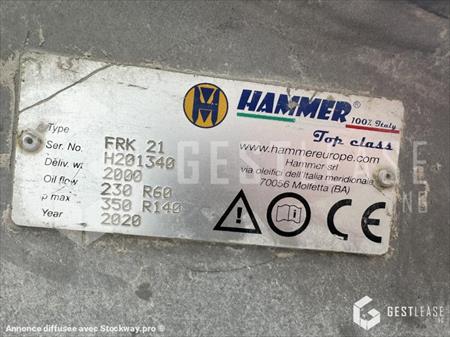 HAMMER®
100% Italy
Top class
www.hammereurope.com
Hammer srl
via oleifici dell'Italia meridionale
70056 Molfetta (BA)
Type FRK 21
Ser. No. H201340
Deliv. w. 2000
Oil flow 230 R60
p max 350 R140
Year 2020
CE
GESTLEASE
Annonce diffusée avec Stockway.pro ®
GESTLEASE